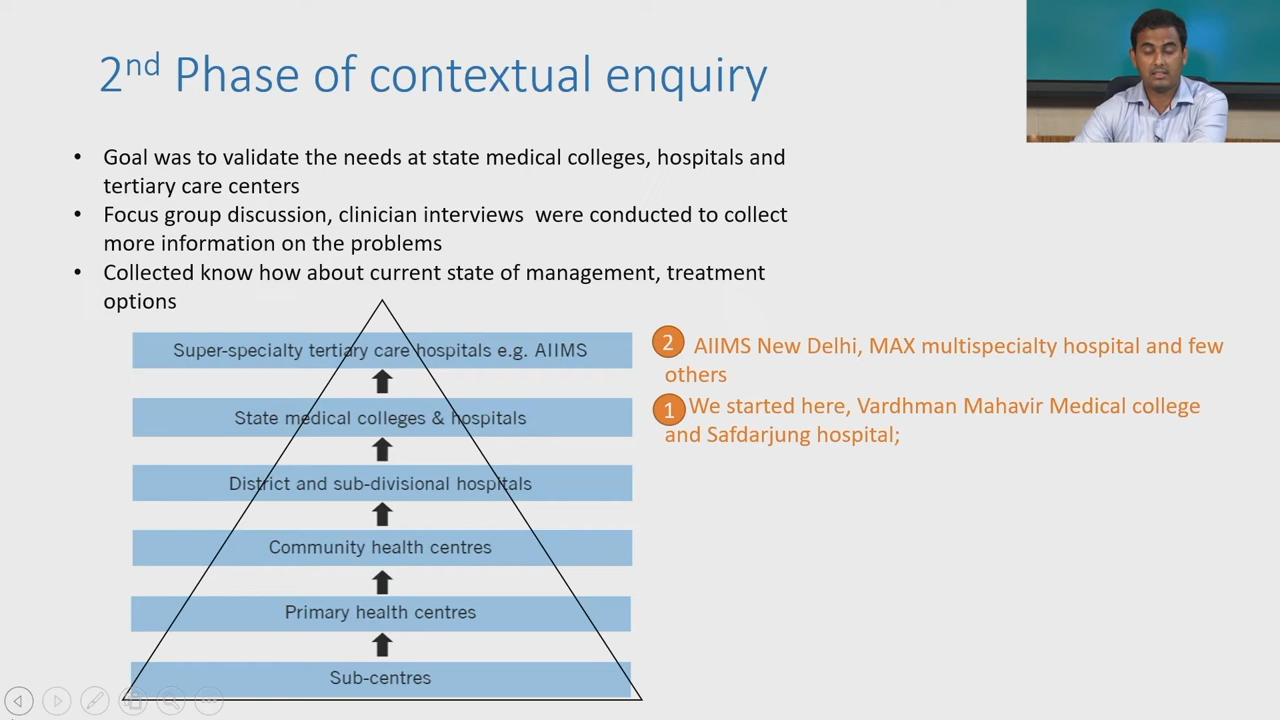 2nd Phase of contextual enquiry
• Goal was to validate the needs at state medical colleges, hospitals and
tertiary care centers
• Focus group discussion, clinician interviews were conducted to collect
more information on the problems
• Collected know how about current state of management, treatment
options
Super-specialty tertiary care hospitals e.g. AIIMS
State medical colleges & hospitals
District and sub-divisional hospitals
Community health centres
Primary health centres
Sub-centres
2 AIIMS New Delhi, MAX multispecialty hospital and few
others
1 We started here, Vardhman Mahavir Medical college
and Safdarjung hospital;